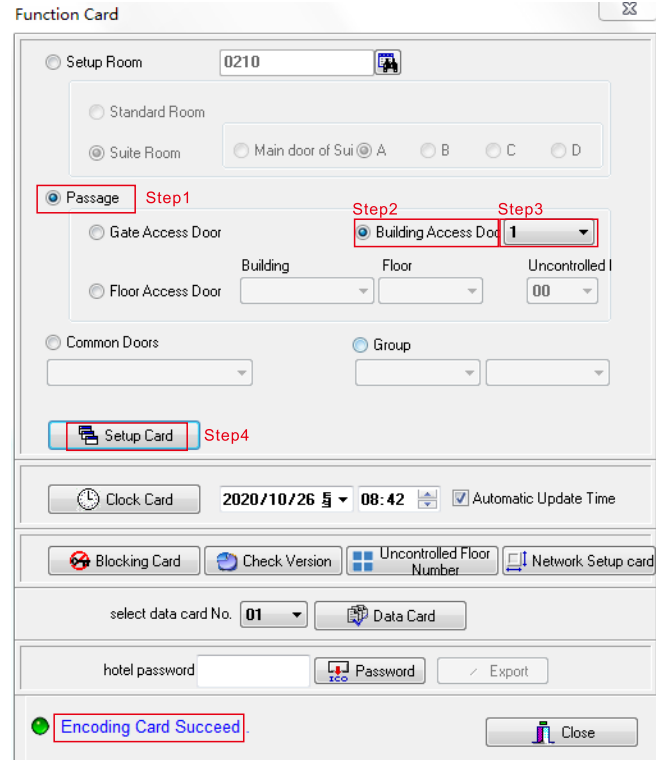 Function Card
Setup Room 0210
Standard Room
Suite Room Main door of Sui A B C D
Passage Step1
Step2 Step3
Gate Access Door Building Access Doo 1
Building Floor Uncontrolled
Floor Access Door 00
Common Doors Group
Setup Card Step4
Clock Card 2020/10/26 08:42 Automatic Update Time
Blocking Card Check Version Uncontrolled Floor Number Network Setup card
select data card No. 01 Data Card
hotel password ICO Password Export
Encoding Card Succeed. Close